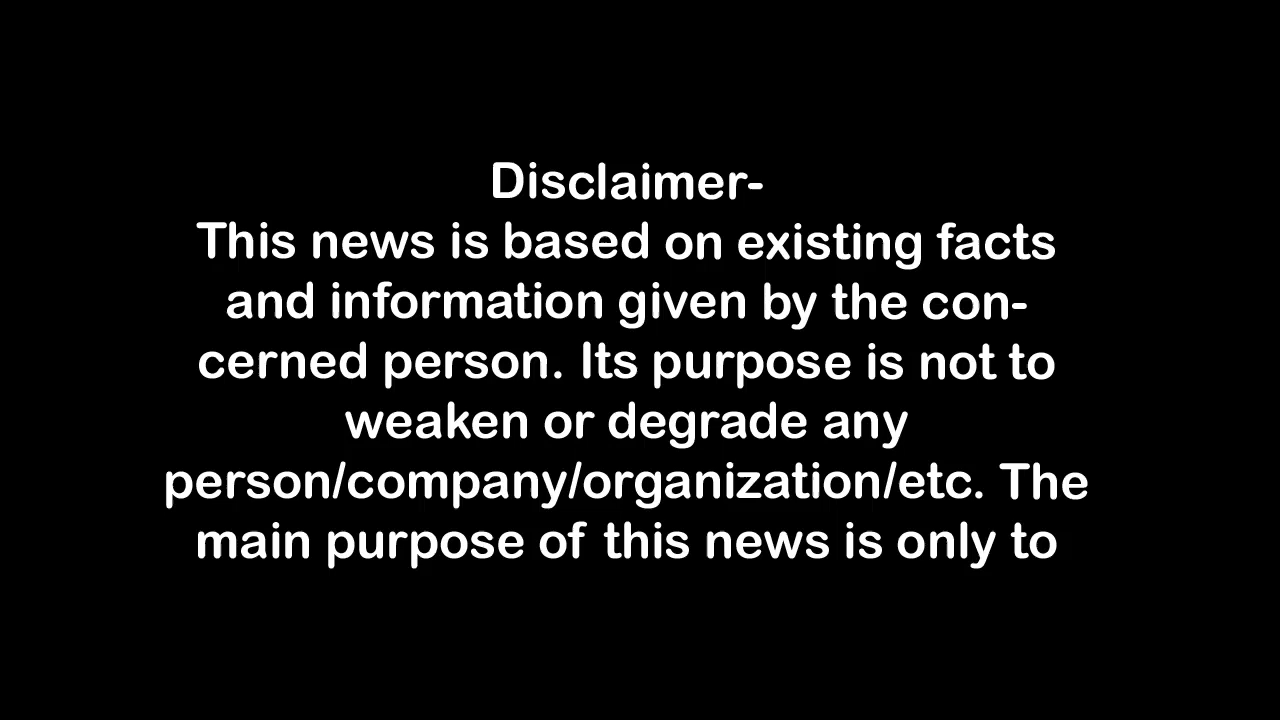 Disclaimer-
This news is based on existing facts
and information given by the con-
cerned person. Its purpose is not to
weaken or degrade any
person/company/organization/etc. The
main purpose of this news is only to